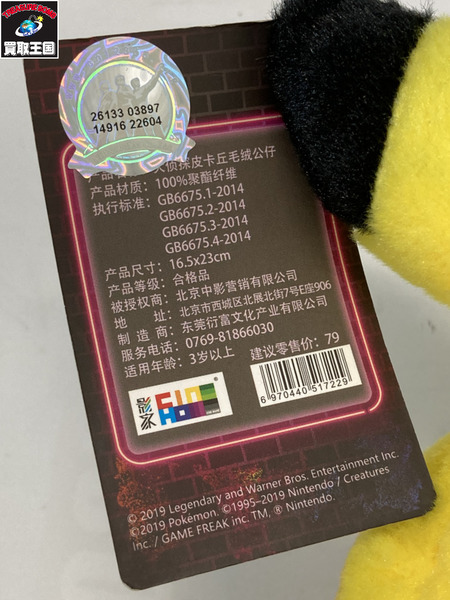 買取王国
26133 03897
14916 22604
大侦探皮卡丘毛绒公仔
产品材质：100%聚酯纤维
执行标准：GB6675.1-2014
GB6675.2-2014
GB6675.3-2014
GB6675.4-2014
产品尺寸：16.5x23cm
产品等级：合格品
被授权商：北京中影营销有限公司
地 址：北京市西城区北展北街7号E座906
制 造 商：东莞衍富文化产业有限公司
服务电话：0769-81866030
适用年龄：3岁以上
建议零售价：79
影家
6 970440 517229
© 2019 Legendary and Warner Bros. Entertainment Inc.
©2019 Pokémon. ©1995–2019 Nintendo / Creatures
Inc. / GAME FREAK inc. TM, ® Nintendo.